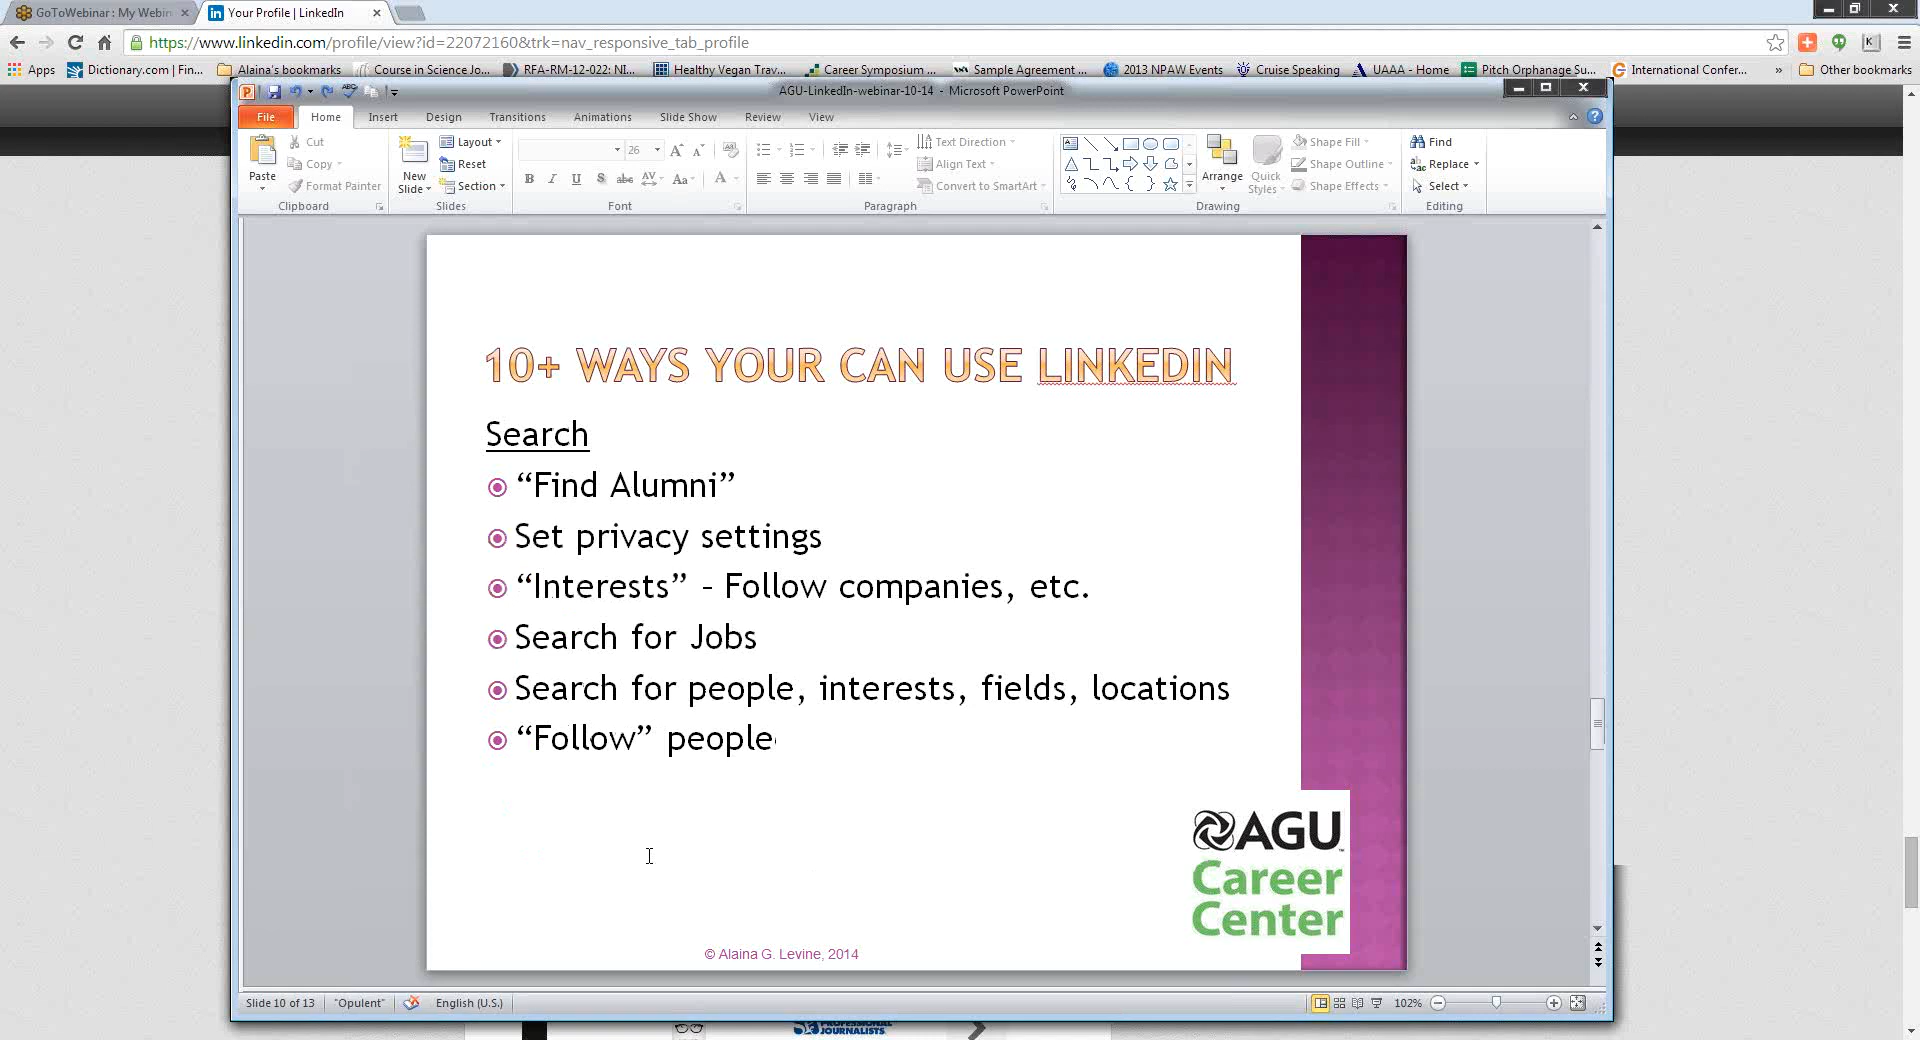 GoToWebinar : My Webin
Your Profile | LinkedIn
https://www.linkedin.com/profile/view?id=22072160&trk=nav_responsive_tab_profile
Apps
Dictionary.com | Fin...
Alaina's bookmarks
Course in Science Jo...
RFA-RM-12-022: NI...
Healthy Vegan Trav...
Career Symposium ...
Sample Agreement ...
2013 NPAW Events
Cruise Speaking
UAAA - Home
Pitch Orphanage Su...
International Confer...
»
Other bookmarks
AGU-LinkedIn-webinar-10-14 - Microsoft PowerPoint
File Home Insert Design Transitions Animations Slide Show Review View
Paste
Cut
Copy
Format Painter
Clipboard
New Slide
Layout
Reset
Section
Slides
26
Font
Text Direction
Align Text
Convert to SmartArt
Paragraph
Arrange
Quick Styles
Shape Fill
Shape Outline
Shape Effects
Drawing
Find
Replace
Select
Editing
10+ WAYS YOUR CAN USE LINKEDIN
Search
“Find Alumni”
Set privacy settings
“Interests” – Follow companies, etc.
Search for Jobs
Search for people, interests, fields, locations
“Follow” people
AGU
Career
Center
© Alaina G. Levine, 2014
Slide 10 of 13
"Opulent"
English (U.S.)
102%
PROFESSIONAL
JOURNALISTS